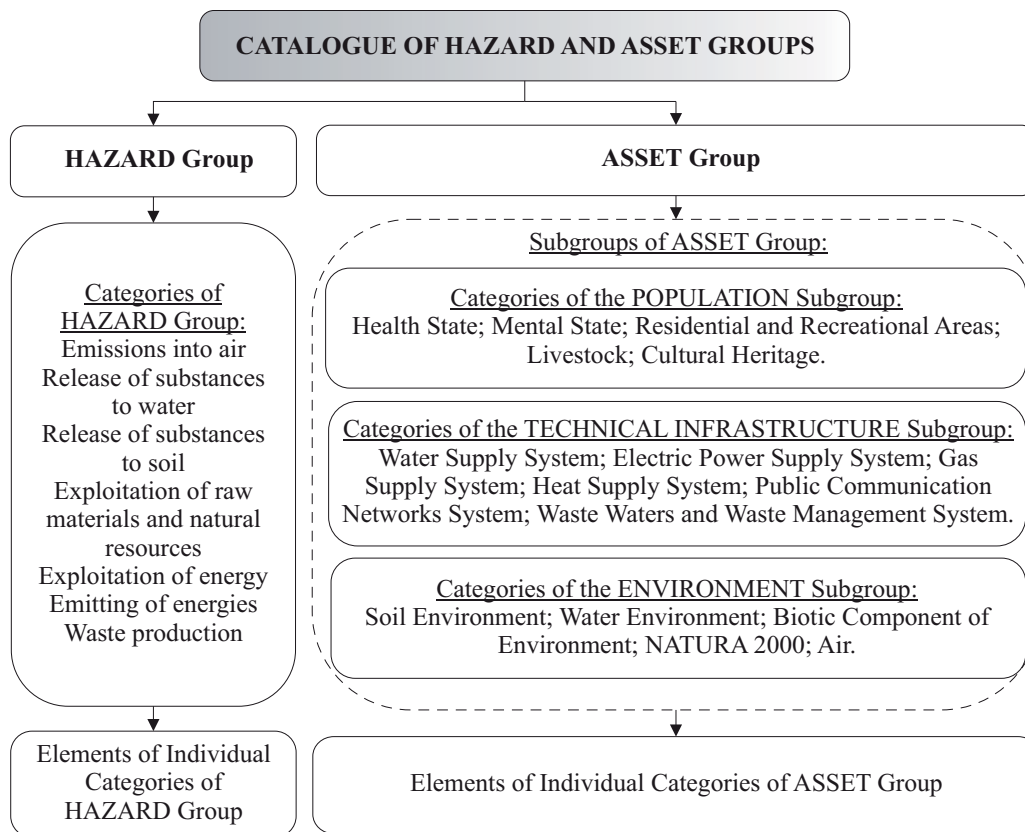 CATALOGUE OF HAZARD AND ASSET GROUPS
HAZARD Group
ASSET Group
Categories of
HAZARD Group:
Emissions into air
Release of substances
to water
Release of substances
to soil
Exploitation of raw
materials and natural
resources
Exploitation of energy
Emitting of energies
Waste production
Subgroups of ASSET Group:
Categories of the POPULATION Subgroup:
Health State; Mental State; Residential and Recreational Areas;
Livestock; Cultural Heritage.
Categories of the TECHNICAL INFRASTRUCTURE Subgroup:
Water Supply System; Electric Power Supply System; Gas
Supply System; Heat Supply System; Public Communication
Networks System; Waste Waters and Waste Management System.
Categories of the ENVIRONMENT Subgroup:
Soil Environment; Water Environment; Biotic Component of
Environment; NATURA 2000; Air.
Elements of Individual
Categories of
HAZARD Group
Elements of Individual Categories of ASSET Group